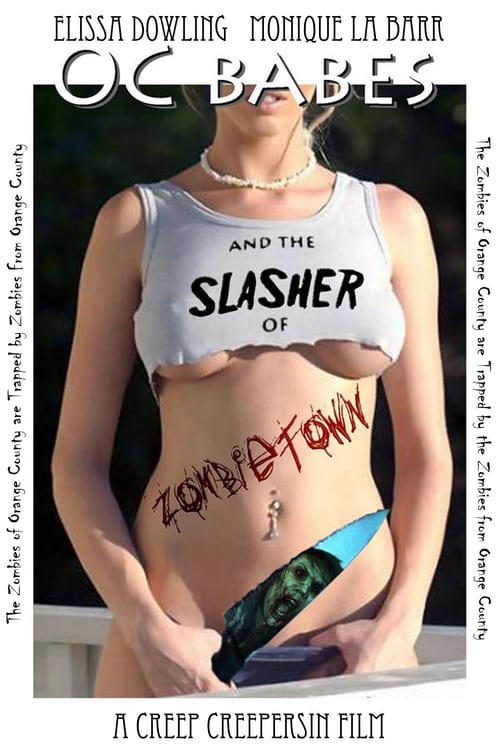 ELISSA DOWLING MONIQUE LA BARR
OC BABES
AND THE
SLASHER
OF
ZOMBIE TOWN
The Zombies of Orange County are Trapped by Zombies from Orange County
The Zombies of Orange County are Trapped by the Zombies from Orange County
A CREEP CREEPERSIN FILM